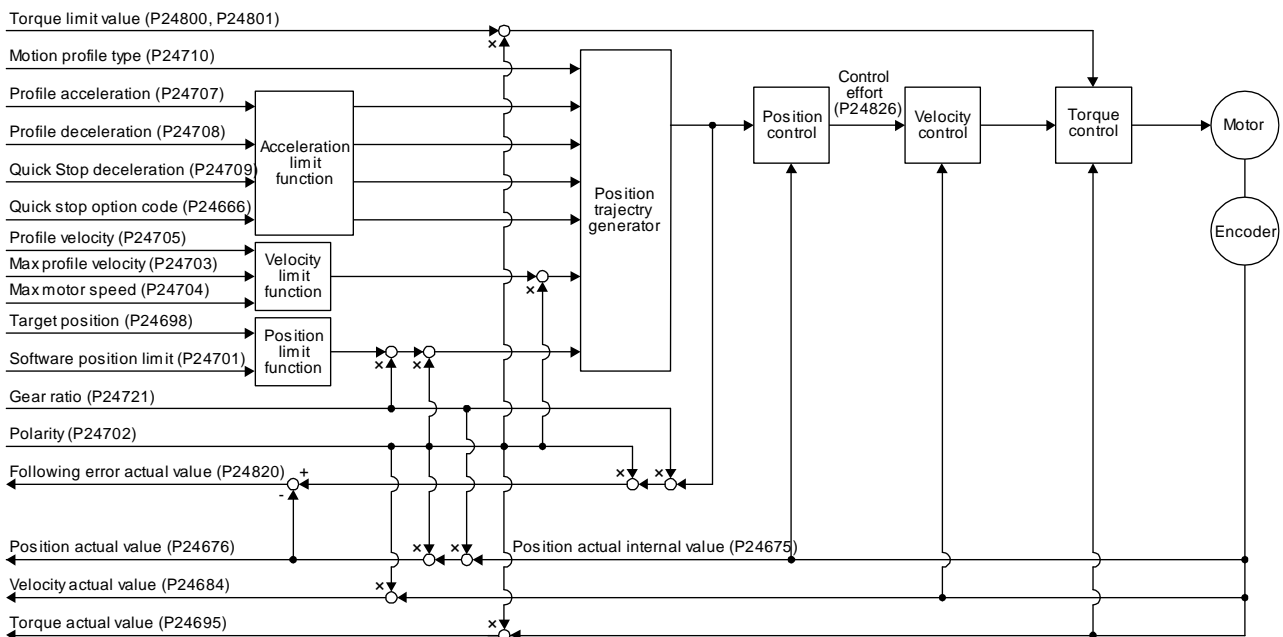 Torque limit value (P24800, P24801)
×
Motion profile type (P24710)
Profile acceleration (P24707)
Profile deceleration (P24708)
Quick Stop deceleration (P24709)
Quick stop option code (P24666)
Acceleration
limit
function
Profile velocity (P24705)
Max profile velocity (P24703)
Max motor speed (P24704)
Velocity
limit
function
×
Target position (P24698)
Software position limit (P24701)
Position
limit
function
×
×
Position
trajectry
generator
Position
control
Control
effort
(P24826)
Velocity
control
Torque
control
Motor
Encoder
Gear ratio (P24721)
Polarity (P24702)
Following error actual value (P24820)
+
-
×
×
Position actual value (P24676)
×
×
Position actual internal value (P24675)
Velocity actual value (P24684)
×
Torque actual value (P24695)
×